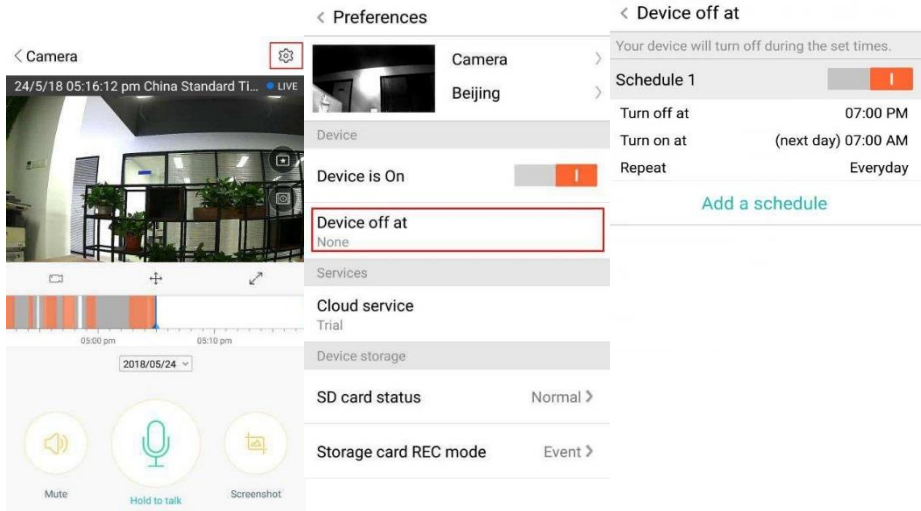 Camera
24/5/18 05:16:12 pm China Standard Ti... LIVE
05:00 pm 05:10 pm
2018/05/24
Mute Hold to talk Screenshot
Preferences
Camera
Beijing
Device
Device is On
Device off at
None
Services
Cloud service
Trial
Device storage
SD card status Normal
Storage card REC mode Event
Device off at
Your device will turn off during the set times.
Schedule 1
Turn off at 07:00 PM
Turn on at (next day) 07:00 AM
Repeat Everyday
Add a schedule